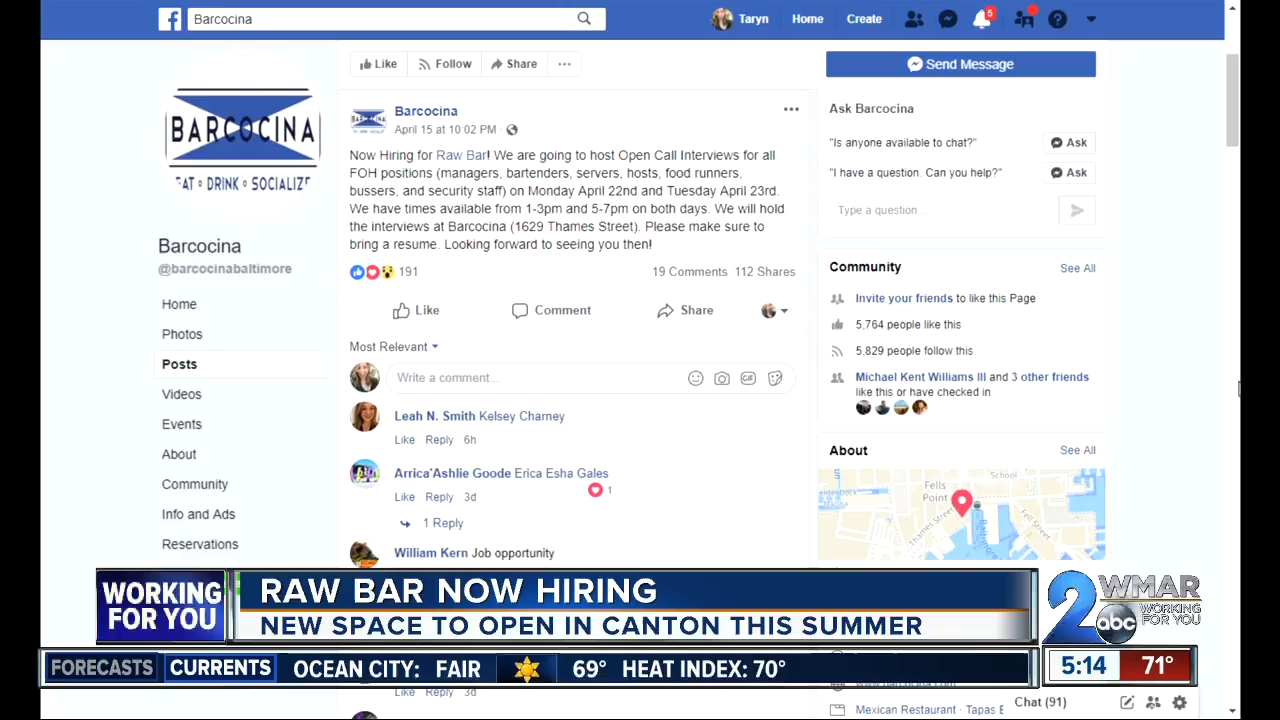 Barcocina
Taryn
Home
Create
5
BARCOCINA
EAT DRINK SOCIALIZE
Barcocina
@barcocinabaltimore
Home
Photos
Posts
Videos
Events
About
Community
Info and Ads
Reservations
Like
Follow
Share
Barcocina
April 15 at 10:02 PM
Now Hiring for Raw Bar! We are going to host Open Call Interviews for all
FOH positions (managers, bartenders, servers, hosts, food runners,
bussers, and security staff) on Monday April 22nd and Tuesday April 23rd.
We have times available from 1-3pm and 5-7pm on both days. We will hold
the interviews at Barcocina (1629 Thames Street). Please make sure to
bring a resume. Looking forward to seeing you then!
191
19 Comments 112 Shares
Like
Comment
Share
Most Relevant
Write a comment...
GIF
Leah N. Smith Kelsey Charney
Like Reply 6h
Arrica'Ashlie Goode Erica Esha Gales
1
Like Reply 3d
1 Reply
William Kern Job opportunity
Like Reply 3d
Send Message
Ask Barcocina
"Is anyone available to chat?"
Ask
"I have a question. Can you help?"
Ask
Type a question...
Community
See All
Invite your friends to like this Page
5,764 people like this
5,829 people follow this
Michael Kent Williams III and 3 other friends
like this or have checked in
About
See All
Fells
Point
Thames Street
Fell Street
Mexican Restaurant · Tapas
Chat (91)
WORKING
FOR YOU
RAW BAR NOW HIRING
NEW SPACE TO OPEN IN CANTON THIS SUMMER
2 WMAR
abc
WORKING
FOR YOU
FORECASTS
CURRENTS
OCEAN CITY: FAIR
69° HEAT INDEX: 70°
5:14
71°